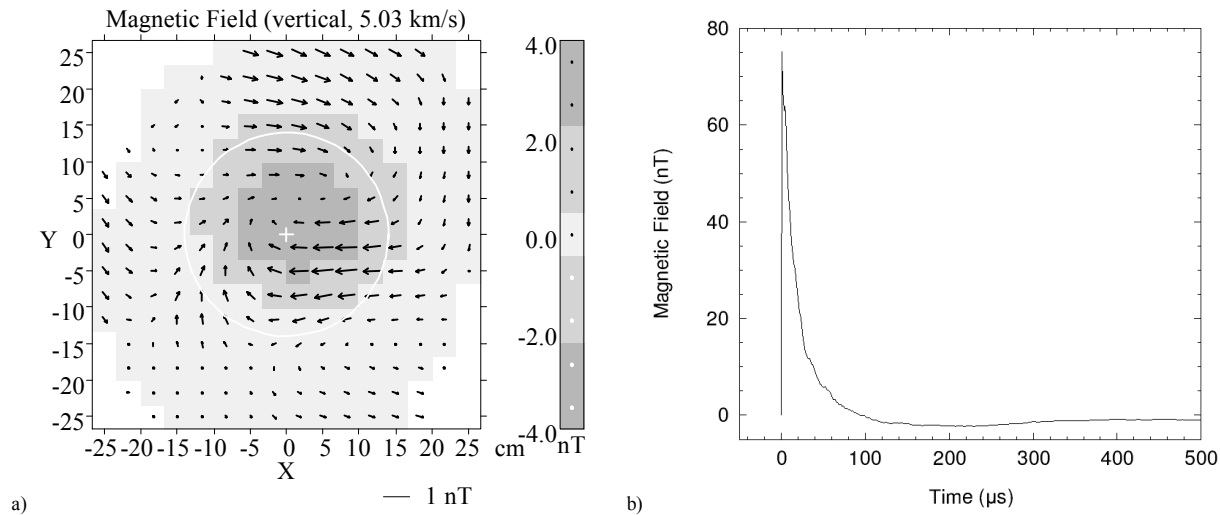 Magnetic Field (vertical, 5.03 km/s)
25
20
15
10
5
Y 0
-5
-10
-15
-20
-25
-25 -20 -15 -10 -5 0 5 10 15 20 25 cm
X
1 nT
4.0
2.0
0.0
-2.0
-4.0
nT
a)
80
60
40
20
0
Magnetic Field (nT)
0 100 200 300 400 500
Time (µs)
b)